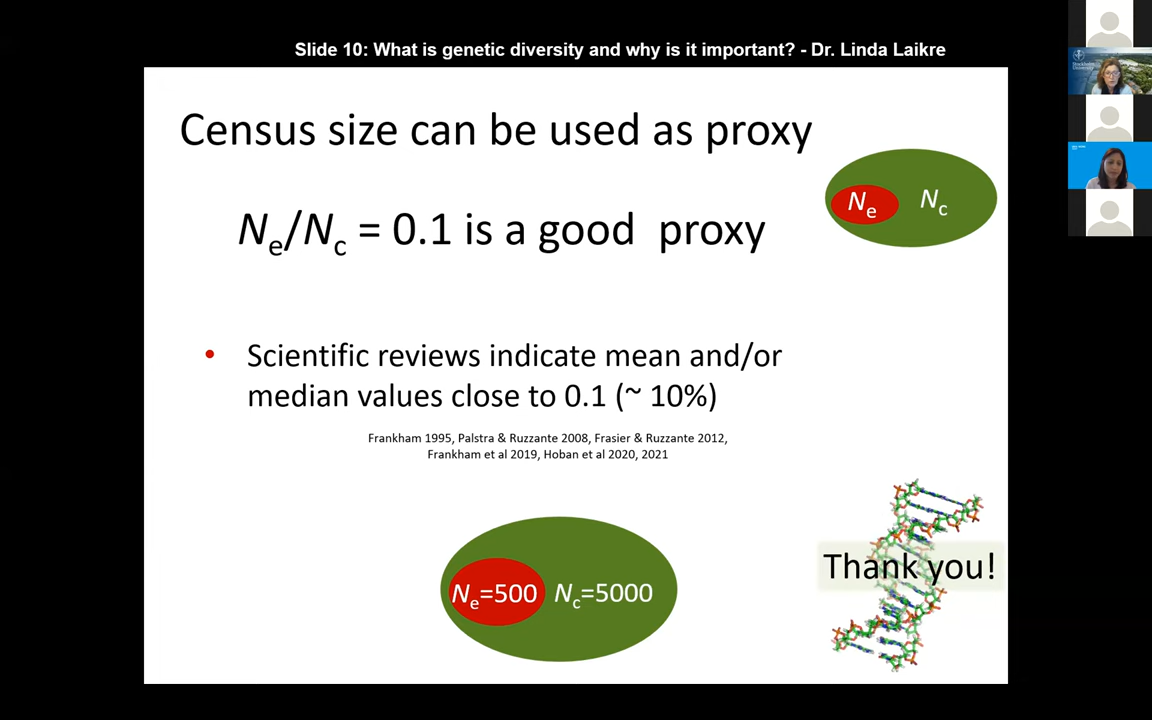 Slide 10: What is genetic diversity and why is it important? - Dr. Linda Laikre
Census size can be used as proxy
Ne Nc
Ne/Nc = 0.1 is a good proxy
• Scientific reviews indicate mean and/or
median values close to 0.1 (~ 10%)
Frankham 1995, Palstra & Ruzzante 2008, Frasier & Ruzzante 2012,
Frankham et al 2019, Hoban et al 2020, 2021
Ne=500 Nc=5000
Thank you!
Stockholm
University